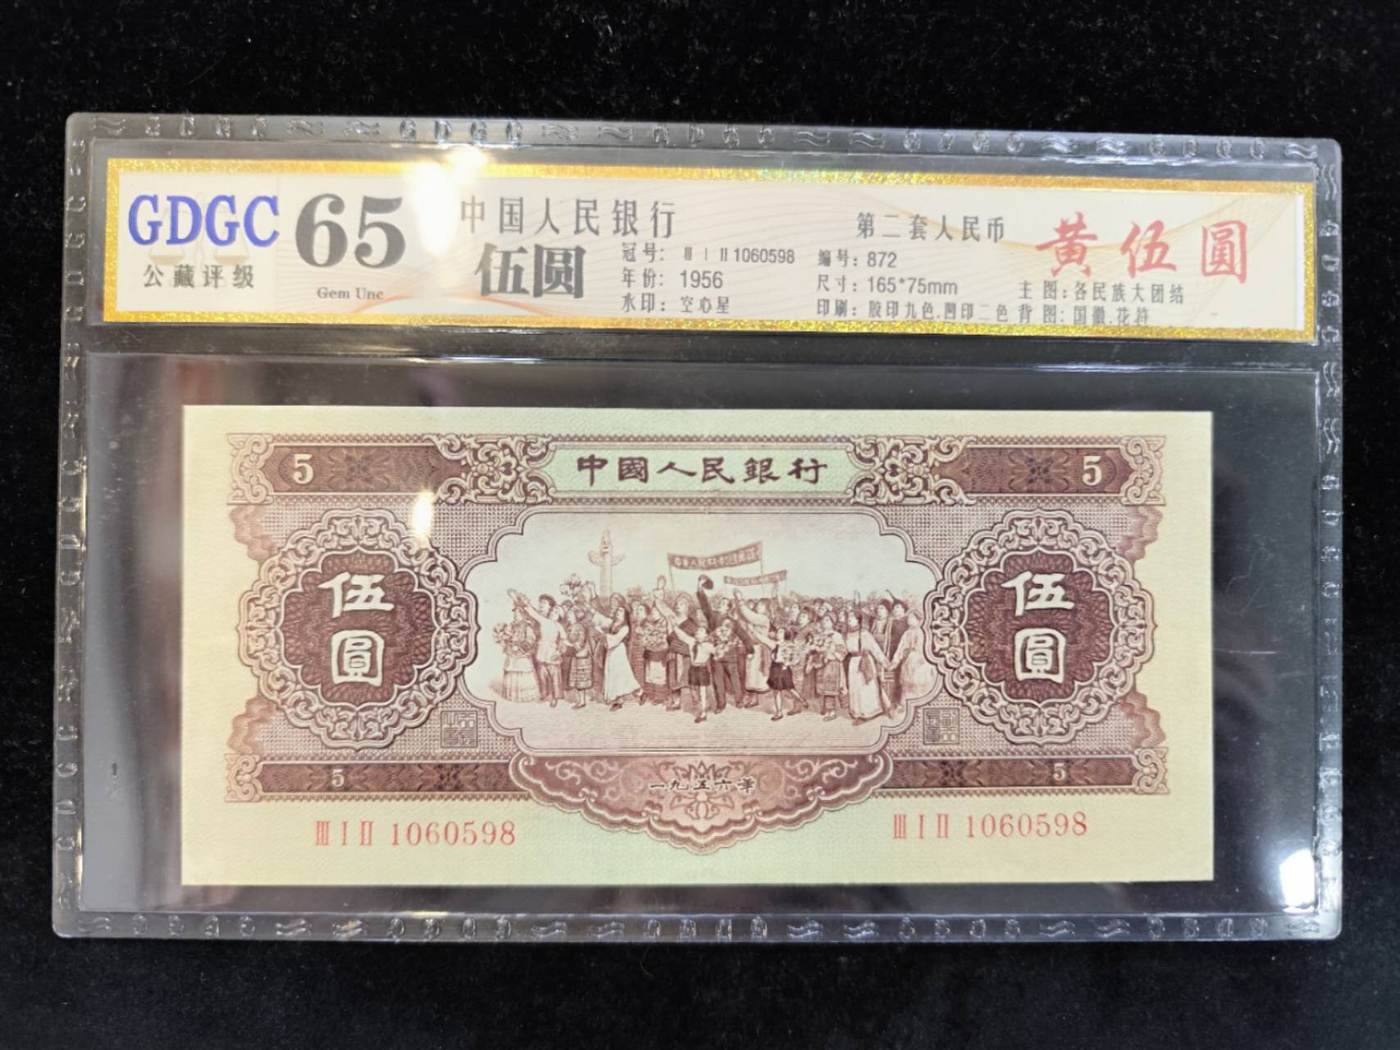 GDGC
公藏评级
65
Gem Unc
中国人民银行
伍圆
冠号: Ⅲ Ⅰ Ⅱ 1060598
年份: 1956
水印: 空心星
第二套人民币
编号: 872
尺寸: 165*75mm
印刷: 胶印九色.凹印二色
主 图: 各民族大团结
背 图: 国徽.花符
黄伍圆
5
中國人民銀行
5
伍圓
伍圓
5
一九五六年
5
Ⅲ Ⅰ Ⅱ 1060598
Ⅲ Ⅰ Ⅱ 1060598